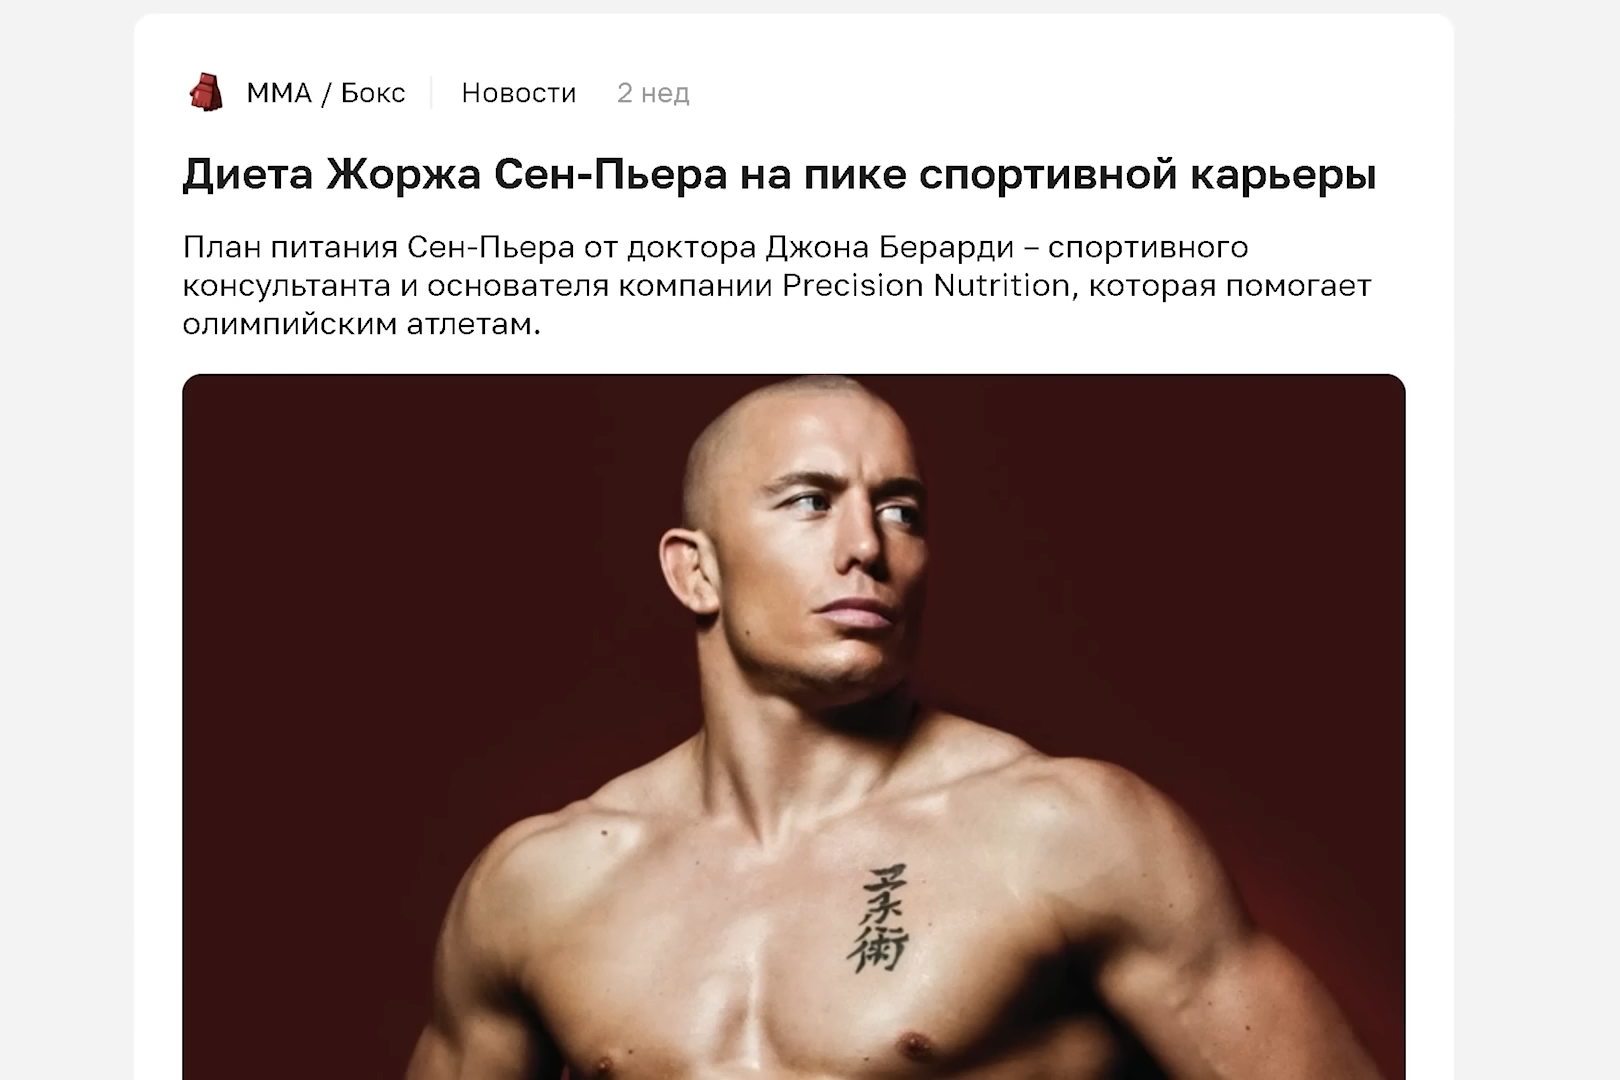 ММА / Бокс Новости 2 нед
Диета Жоржа Сен-Пьера на пике спортивной карьеры
План питания Сен-Пьера от доктора Джона Берарди – спортивного
консультанта и основателя компании Precision Nutrition, которая помогает
олимпийским атлетам.
柔
術